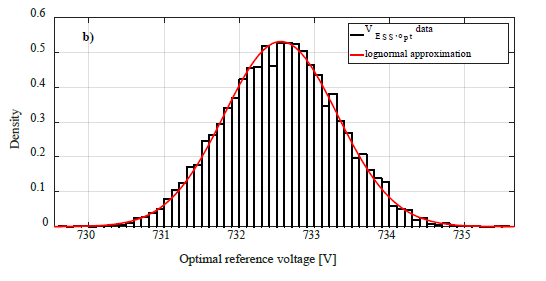 0.6
b)
V ESS,opt data
lognormal approximation
0.5
0.4
0.3
0.2
0.1
0
Density
730 731 732 733 734 735
Optimal reference voltage [V]